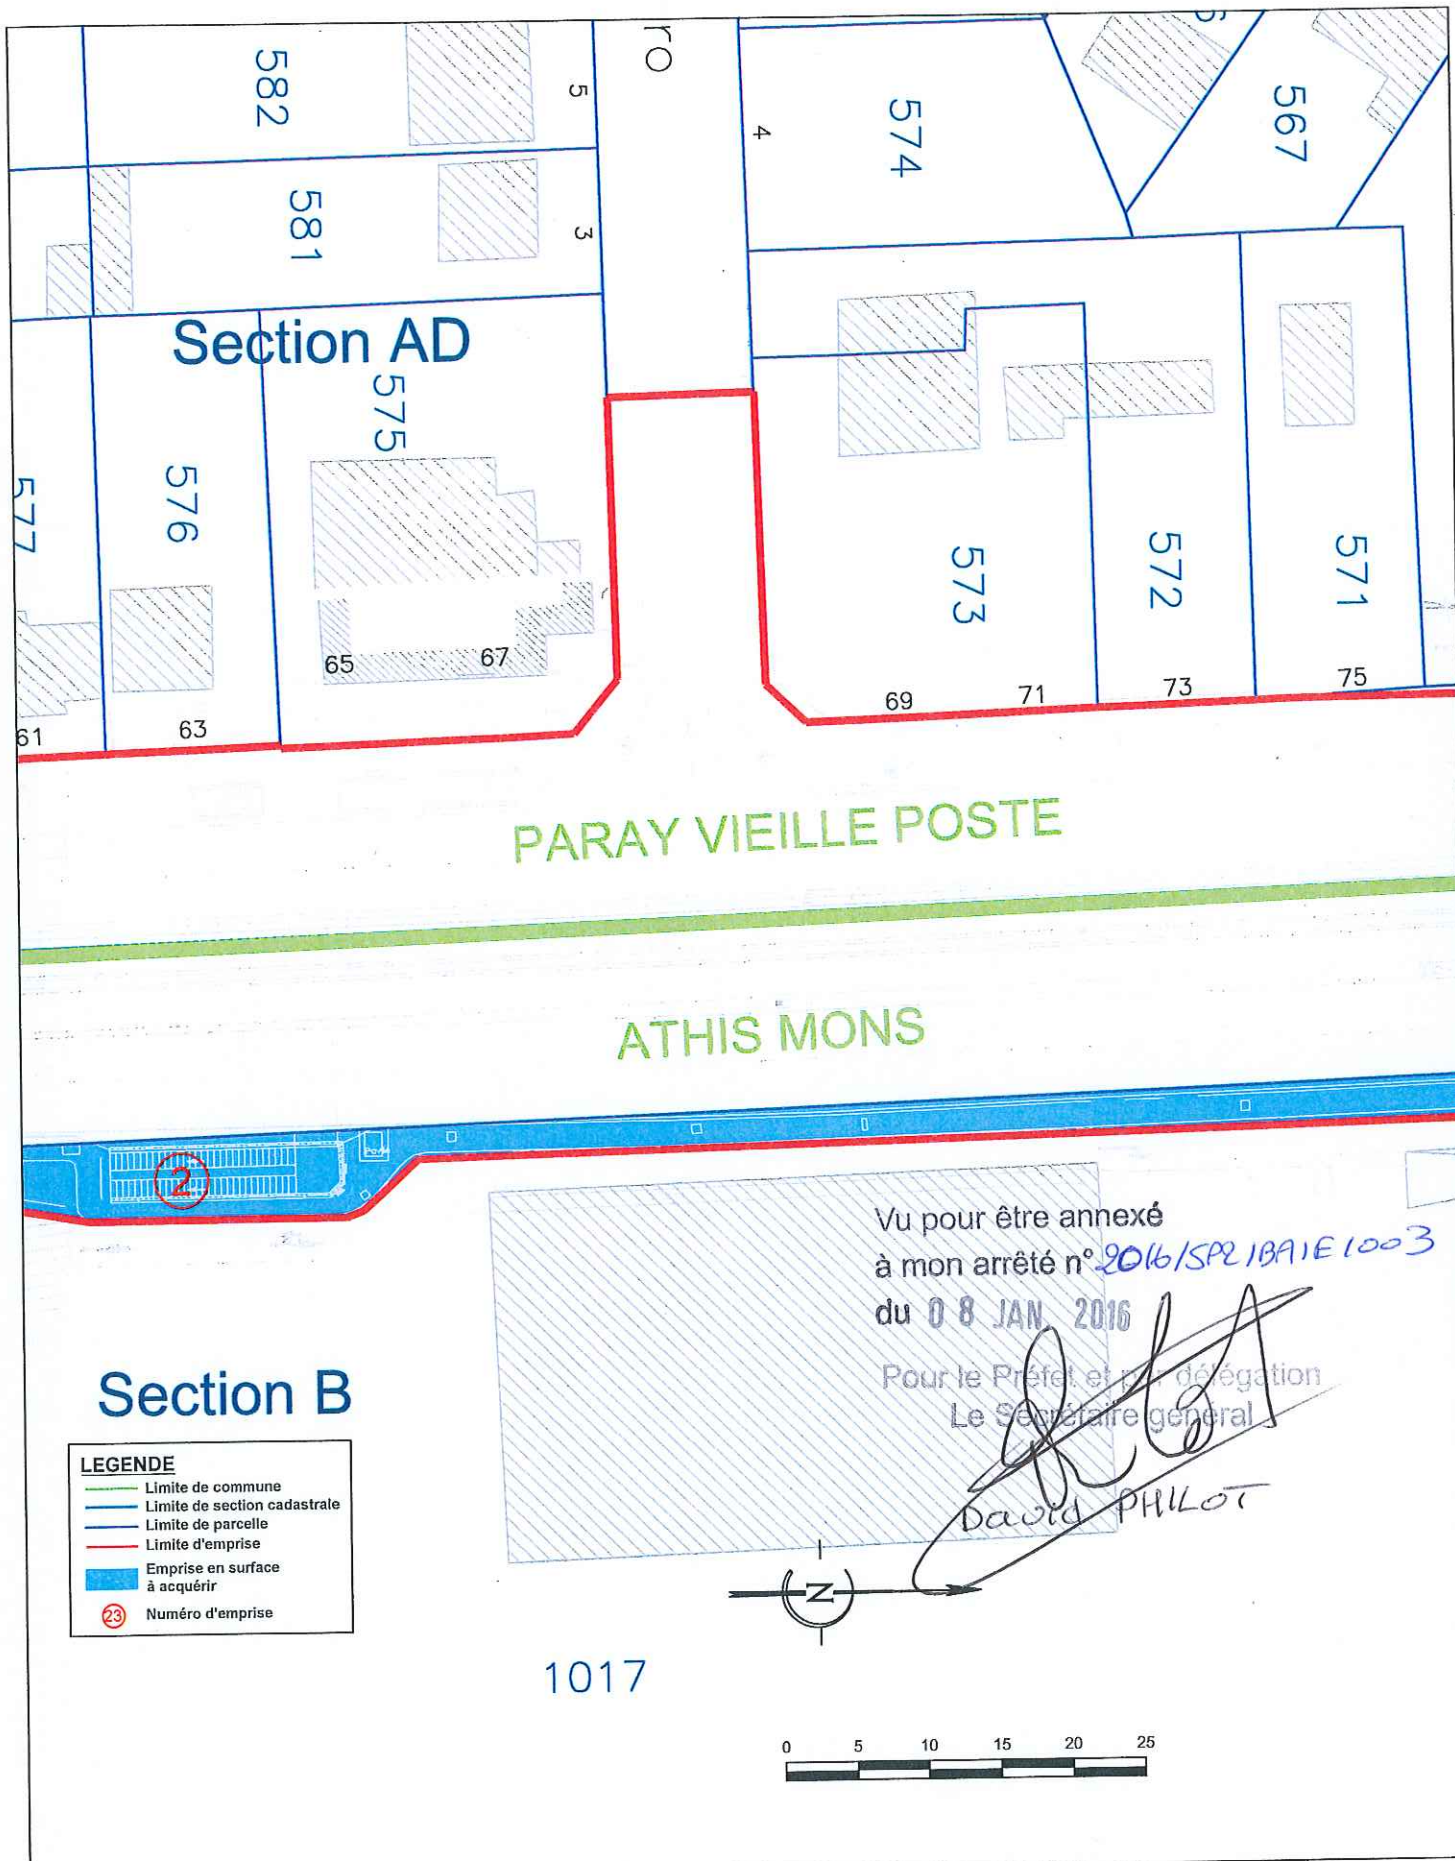 582
5
ro
4
574
567
581
3
Section AD
575
577
576
573
572
571
65
67
61
63
69
71
73
75
PARAY VIEILLE POSTE
ATHIS MONS
2
Vu pour être annexé
à mon arrêté n° 2016/SP2/BAIE/003
du 08 JAN. 2016
Pour le Préfet et par délégation
Le Secrétaire général
David PHILOT
Section B
LEGENDE
Limite de commune
Limite de section cadastrale
Limite de parcelle
Limite d'emprise
Emprise en surface
à acquérir
23 Numéro d'emprise
N
1017
0 5 10 15 20 25